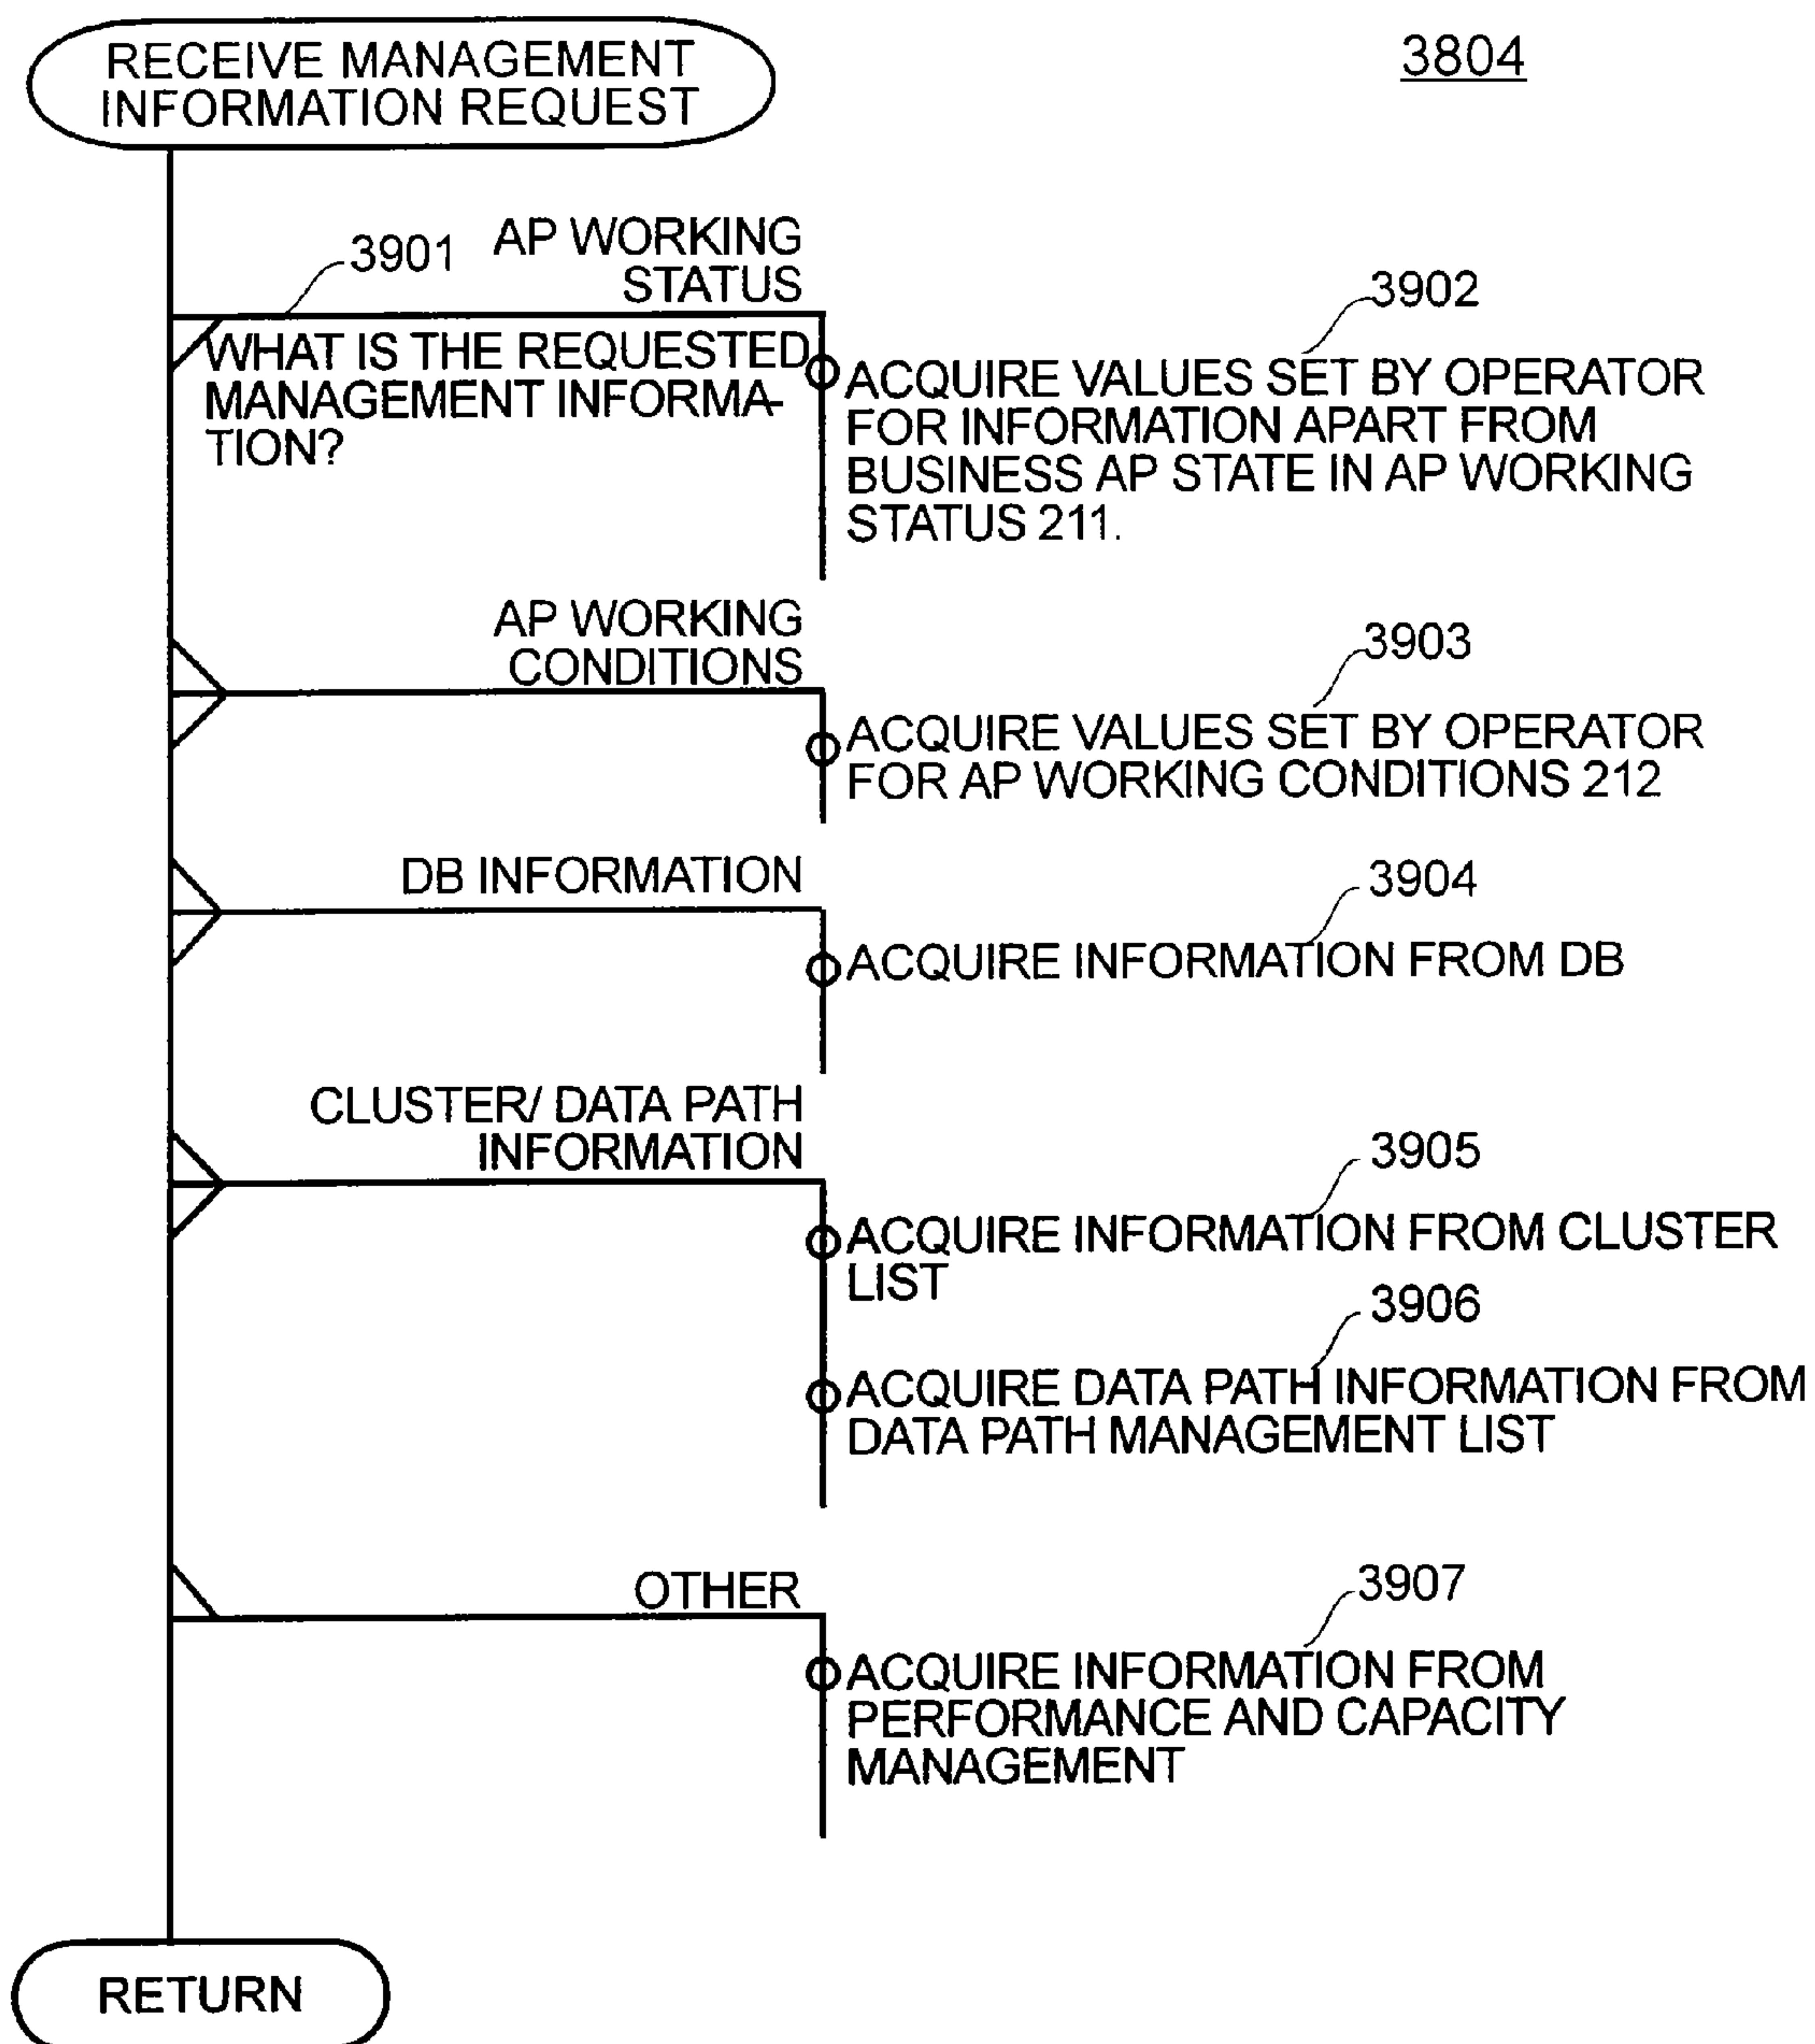 RECEIVE MANAGEMENT
INFORMATION REQUEST
3804
3901
AP WORKING
STATUS
WHAT IS THE REQUESTED
MANAGEMENT INFORMA-
TION?
3902
ACQUIRE VALUES SET BY OPERATOR
FOR INFORMATION APART FROM
BUSINESS AP STATE IN AP WORKING
STATUS 211.
AP WORKING
CONDITIONS
3903
ACQUIRE VALUES SET BY OPERATOR
FOR AP WORKING CONDITIONS 212
DB INFORMATION
3904
ACQUIRE INFORMATION FROM DB
CLUSTER/ DATA PATH
INFORMATION
3905
ACQUIRE INFORMATION FROM CLUSTER
LIST
3906
ACQUIRE DATA PATH INFORMATION FROM
DATA PATH MANAGEMENT LIST
OTHER
3907
ACQUIRE INFORMATION FROM
PERFORMANCE AND CAPACITY
MANAGEMENT
RETURN